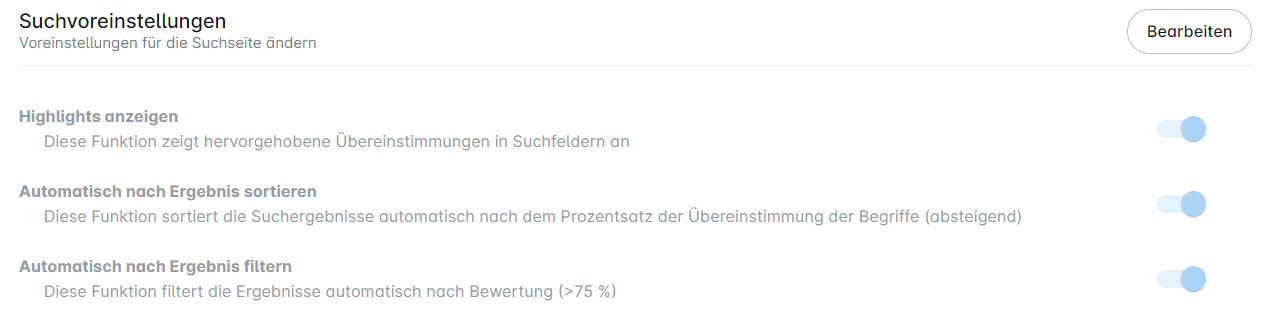 Suchvoreinstellungen
Voreinstellungen für die Suchseite ändern
Bearbeiten
Highlights anzeigen
Diese Funktion zeigt hervorgehobene Übereinstimmungen in Suchfeldern an
Automatisch nach Ergebnis sortieren
Diese Funktion sortiert die Suchergebnisse automatisch nach dem Prozentsatz der Übereinstimmung der Begriffe (absteigend)
Automatisch nach Ergebnis filtern
Diese Funktion filtert die Ergebnisse automatisch nach Bewertung (>75 %)